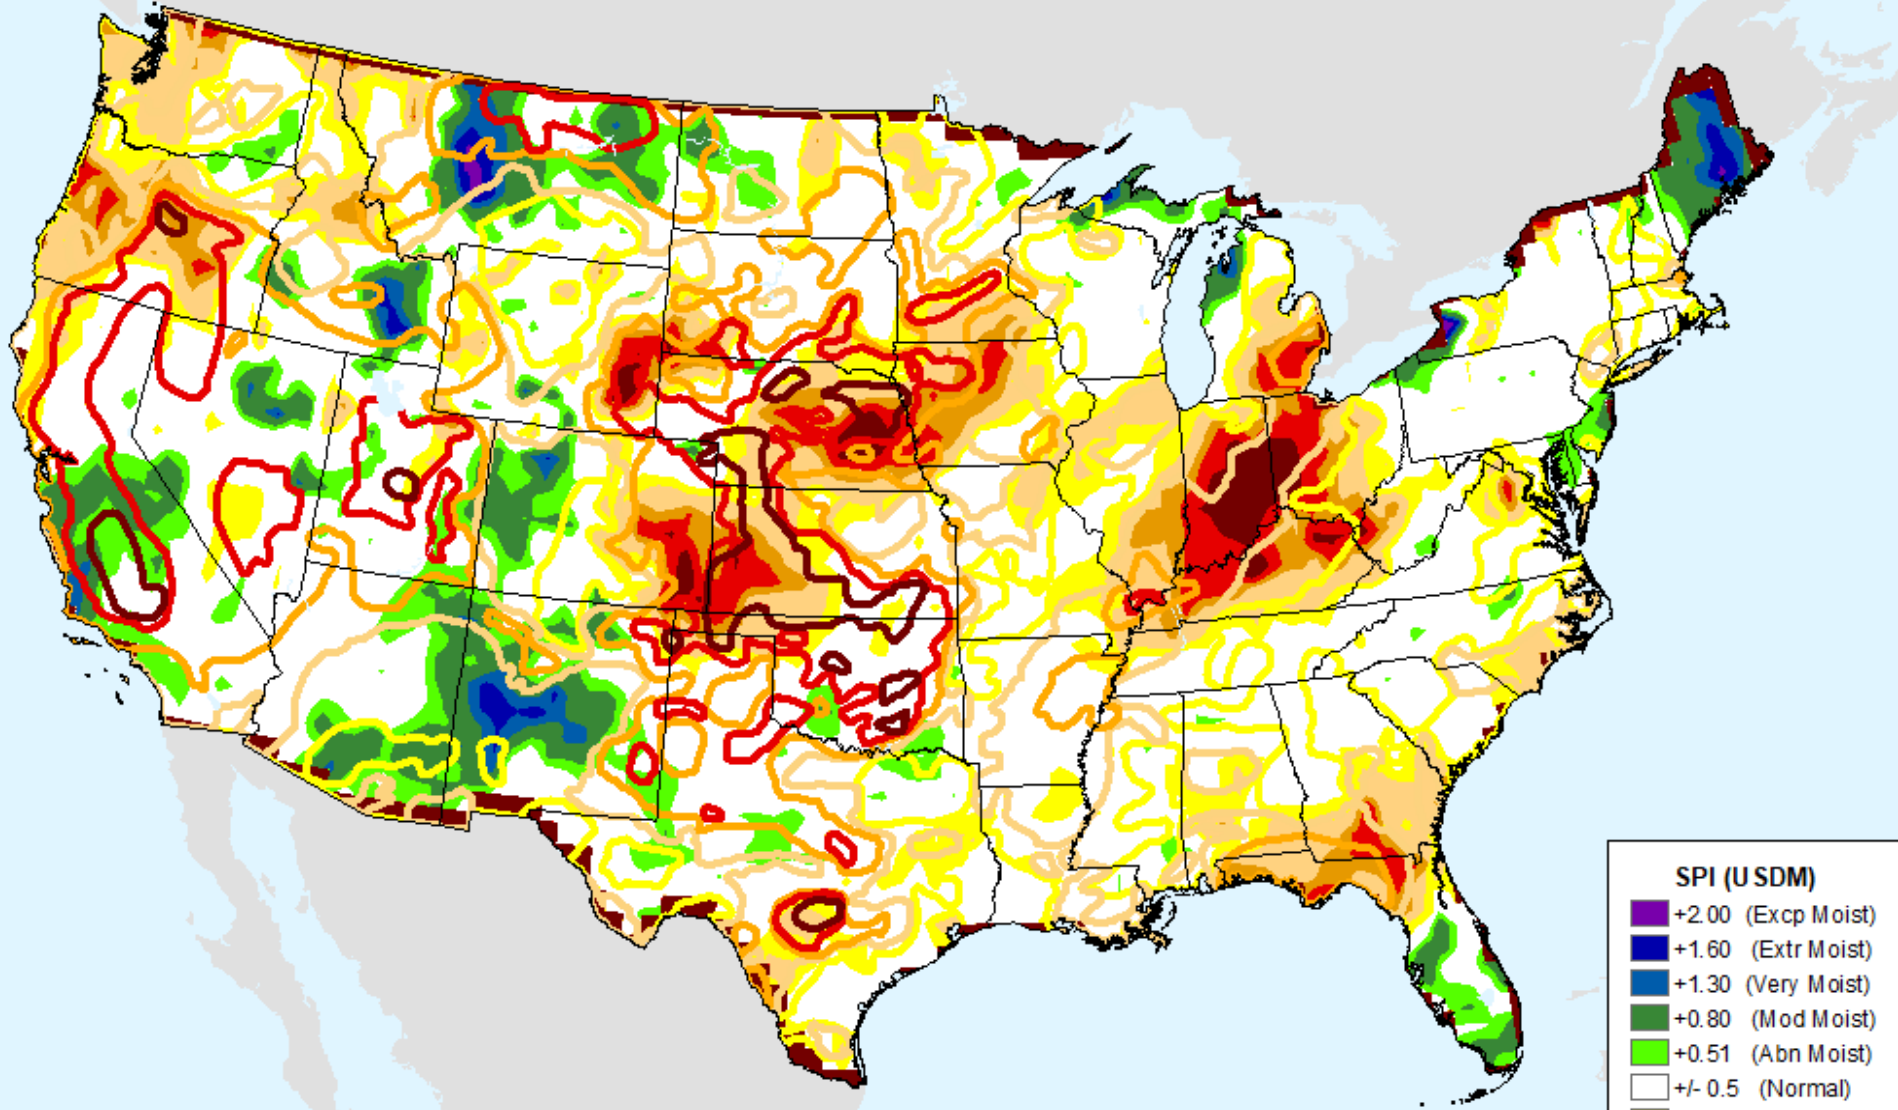 SPI (USDM)
+2.00 (Excp Moist)
+1.60 (Extr Moist)
+1.30 (Very Moist)
+0.80 (Mod Moist)
+0.51 (Abn Moist)
+/- 0.5 (Normal)